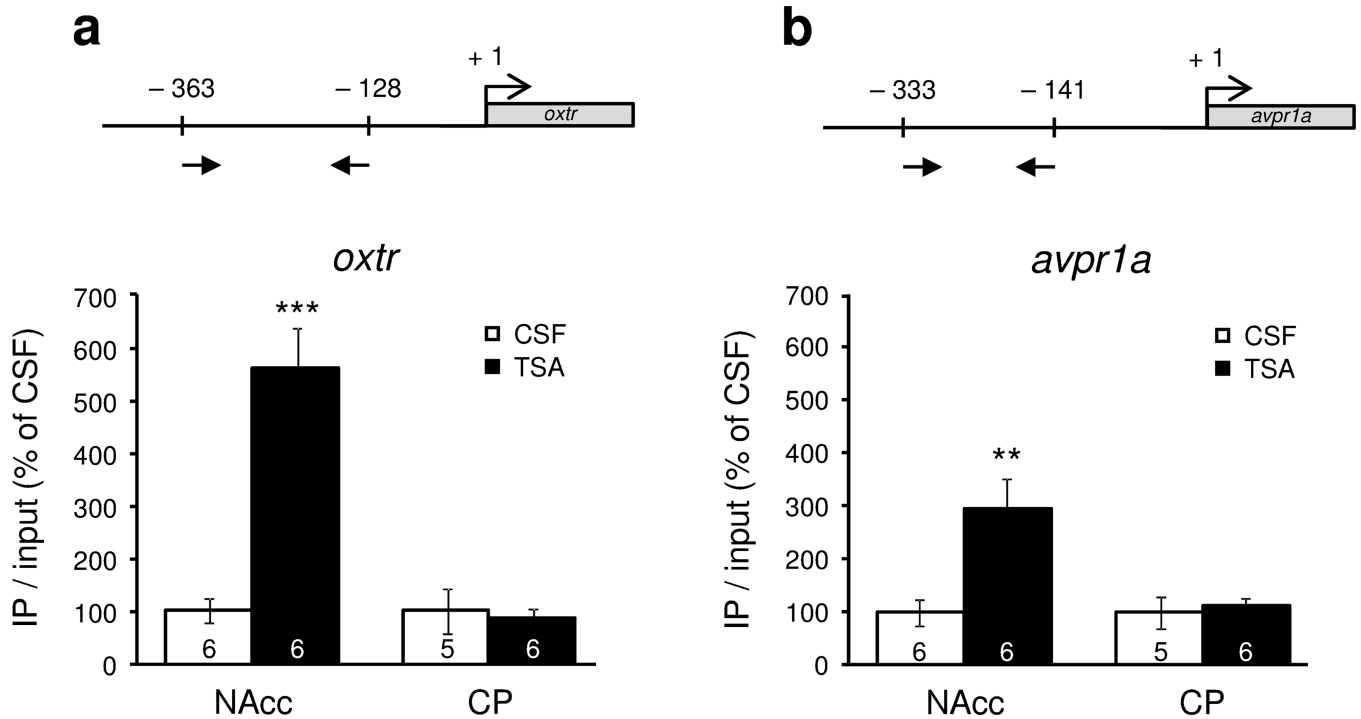 a
+ 1
– 363
– 128
oxtr
oxtr
IP / input (% of CSF)
700
600
500
400
300
200
100
0
***
CSF
TSA
6
6
5
6
NAcc
CP
b
+ 1
– 333
– 141
avpr1a
avpr1a
IP / input (% of CSF)
700
600
500
400
300
200
100
0
**
CSF
TSA
6
6
5
6
NAcc
CP